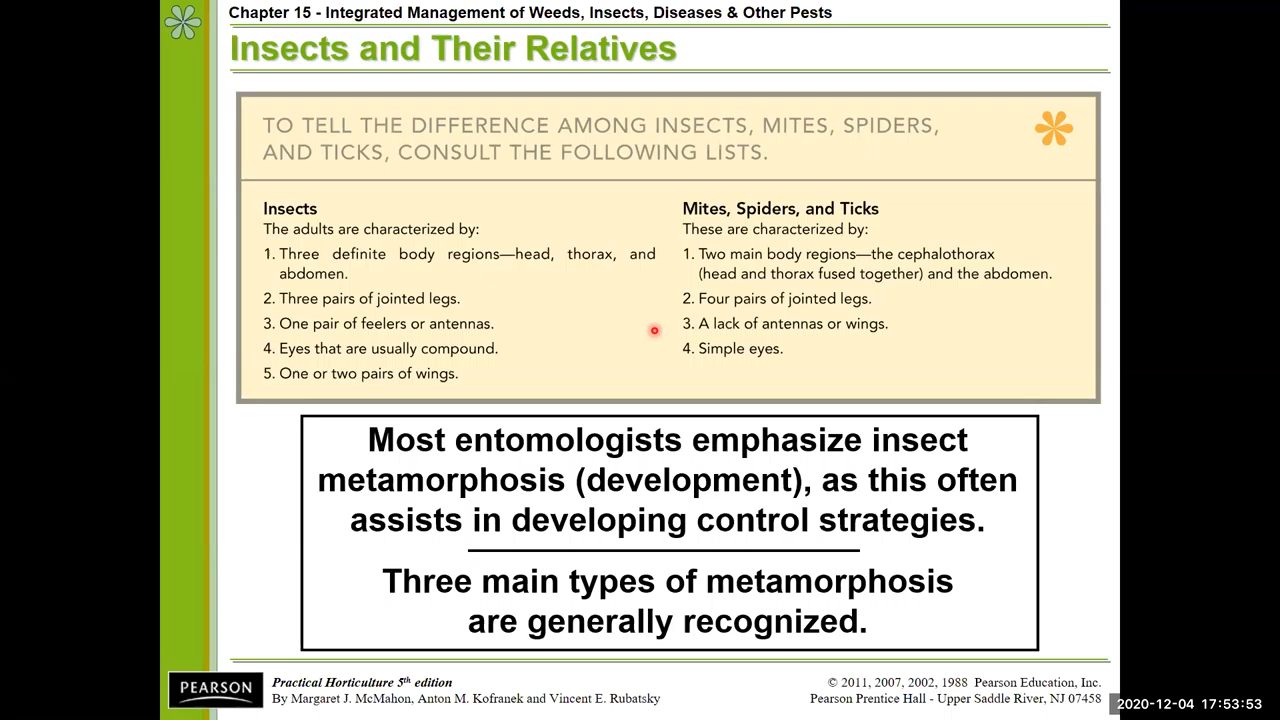 Chapter 15 - Integrated Management of Weeds, Insects, Diseases & Other Pests
Insects and Their Relatives
TO TELL THE DIFFERENCE AMONG INSECTS, MITES, SPIDERS,
AND TICKS, CONSULT THE FOLLOWING LISTS.
Insects
The adults are characterized by:
1. Three definite body regions—head, thorax, and
abdomen.
2. Three pairs of jointed legs.
3. One pair of feelers or antennas.
4. Eyes that are usually compound.
5. One or two pairs of wings.
Mites, Spiders, and Ticks
These are characterized by:
1. Two main body regions—the cephalothorax
(head and thorax fused together) and the abdomen.
2. Four pairs of jointed legs.
3. A lack of antennas or wings.
4. Simple eyes.
Most entomologists emphasize insect
metamorphosis (development), as this often
assists in developing control strategies.
Three main types of metamorphosis
are generally recognized.
PEARSON
Practical Horticulture 5th edition
By Margaret J. McMahon, Anton M. Kofranek and Vincent E. Rubatsky
© 2011, 2007, 2002, 1988 Pearson Education, Inc.
Pearson Prentice Hall - Upper Saddle River, NJ 07458
2020-12-04 17:53:53